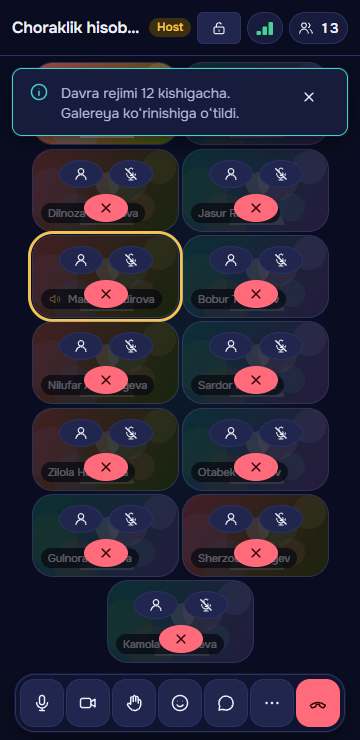 Choraklik hisob... Host 13
Davra rejimi 12 kishigacha.
Galereya ko'rinishiga o'tildi.
Dilnoza
Jasur
Bobur
Nilufar
Sardor
Zilola
Otabek
Gulnora
Sherzo
Kamola